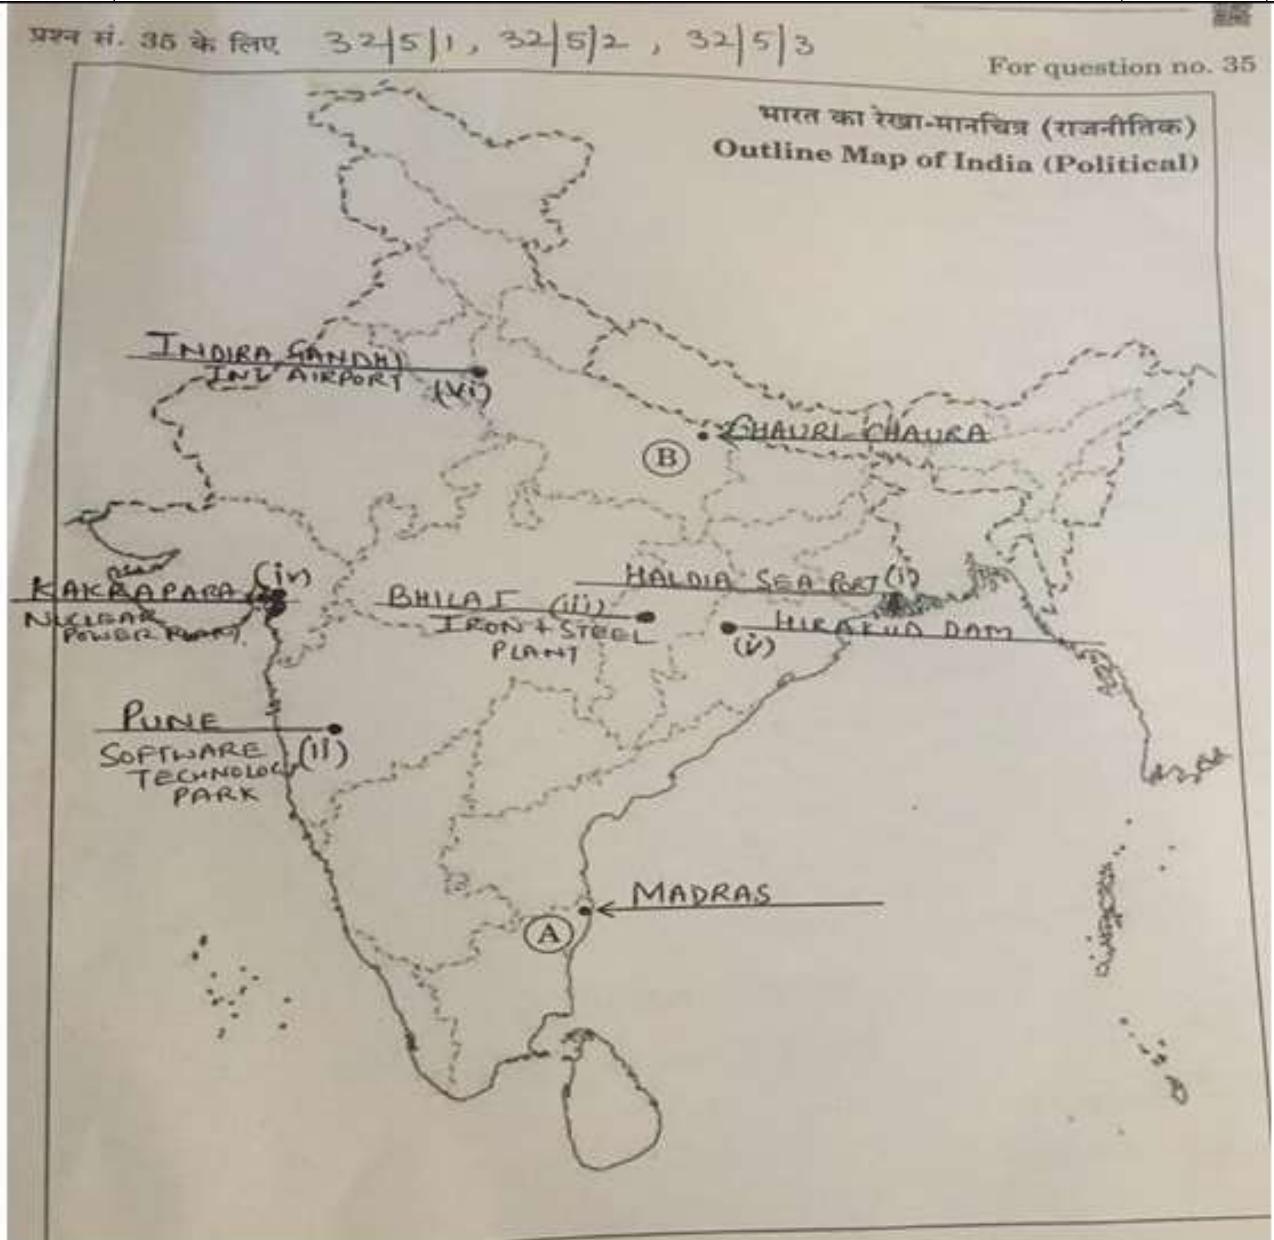 प्रश्न सं. 35 के लिए 32|5|1, 32|5|2, 32|5|3
For question no. 35
भारत का रेखा-मानचित्र (राजनीतिक)
Outline Map of India (Political)
INDIRA GANDHI
INL AIRPORT (vi)
CHAURI CHAURA
B
KAKRAPARA (iv)
NUCLEAR
POWER PLANT
BHILAI (iii)
IRON + STEEL
PLANT
HALDIA SEA PORT (i)
HIRAKUD DAM
(v)
PUNE
SOFTWARE (ii)
TECHNOLOGY
PARK
MADRAS
A